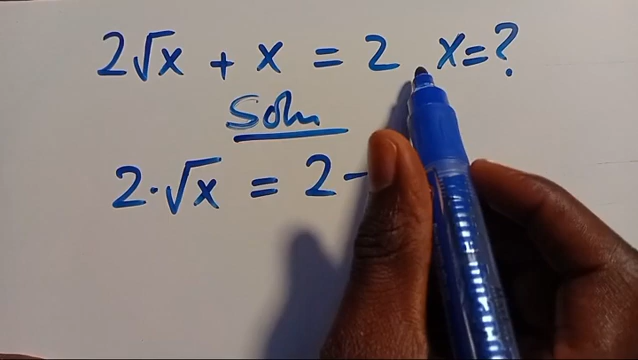 2√x + x = 2 x=?
Soln
2·√x = 2-